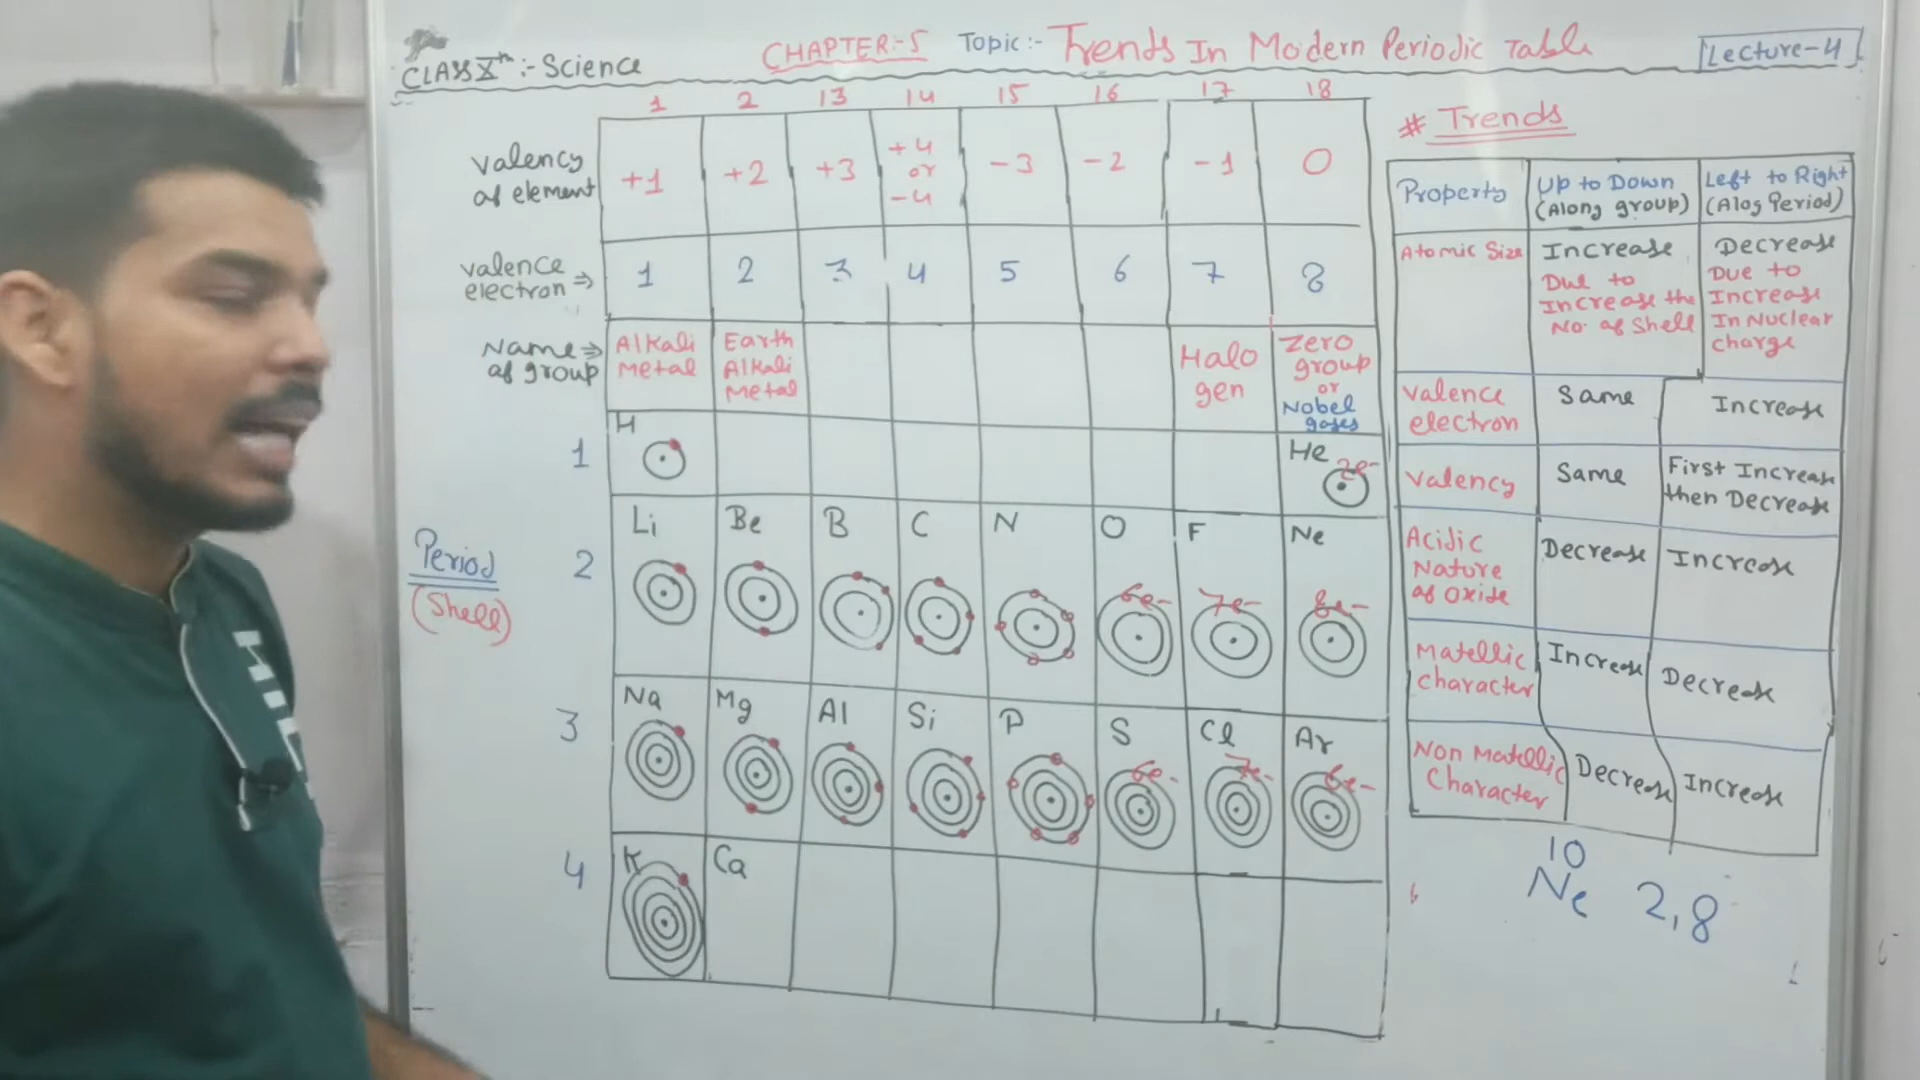 CLASS Xth :- Science
CHAPTER:-5 Topic:- Trends In Modern Periodic Table
Lecture-4
1 2 13 14 15 16 17 18
Valency of element
+1 +2 +3 +4 or -4 -3 -2 -1 0
Valence electron ⇒
1 2 3 4 5 6 7 8
Name of group ⇒
Alkali Metal
Earth Alkali Metal
Halo gen
Zero group or Nobel gases
Period
(Shell)
1
H
He 2e-
2
Li Be B C N O F Ne
6e- 7e- 8e-
3
Na Mg Al Si P S Cl Ar
6e- 7e- 8e-
4
K Ca
# Trends
Property
Up to Down
(Along group)
Left to Right
(Alog Period)
Atomic Size
Increase
Due to
Increase the
No. of Shell
Decrease
Due to
Increase
In Nuclear
charge
Valence
electron
Same
Increase
Valency
Same
First Increase
then Decrease
Acidic
Nature
of Oxide
Decrease
Increase
Matellic
character
Increase
Decrease
Non Matellic
Character
Decrease
Increase
10
Ne 2,8